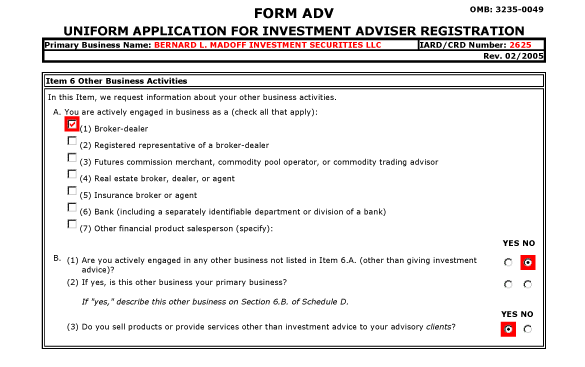 FORM ADV
OMB: 3235-0049
UNIFORM APPLICATION FOR INVESTMENT ADVISER REGISTRATION
Primary Business Name: BERNARD L. MADOFF INVESTMENT SECURITIES LLC IARD/CRD Number: 2625
Rev. 02/2005
Item 6 Other Business Activities
In this Item, we request information about your other business activities.
A. You are actively engaged in business as a (check all that apply):
(1) Broker-dealer
(2) Registered representative of a broker-dealer
(3) Futures commission merchant, commodity pool operator, or commodity trading advisor
(4) Real estate broker, dealer, or agent
(5) Insurance broker or agent
(6) Bank (including a separately identifiable department or division of a bank)
(7) Other financial product salesperson (specify):
YES NO
B. (1) Are you actively engaged in any other business not listed in Item 6.A. (other than giving investment
advice)?
(2) If yes, is this other business your primary business?
If "yes," describe this other business on Section 6.B. of Schedule D.
YES NO
(3) Do you sell products or provide services other than investment advice to your advisory clients?